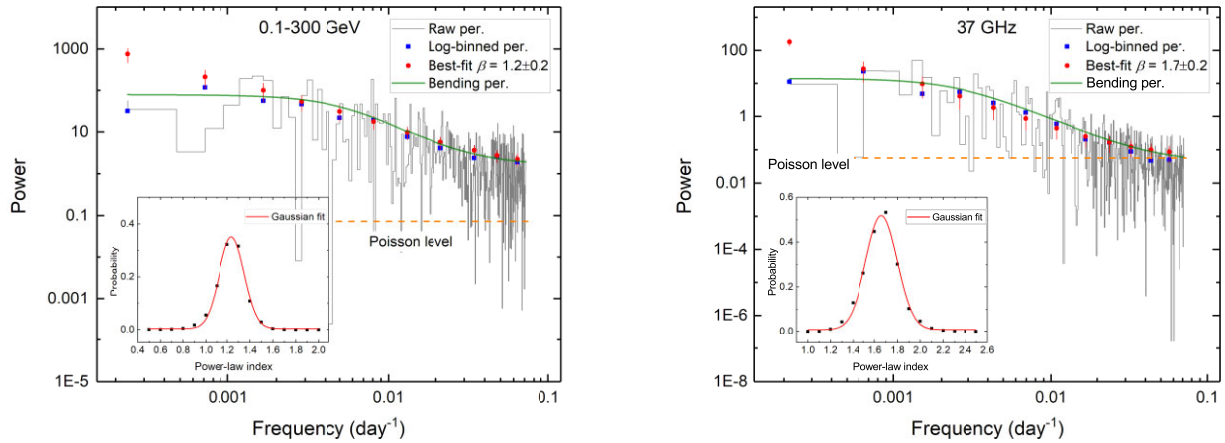 0.1-300 GeV
Raw per.
Log-binned per.
Best-fit β = 1.2±0.2
Bending per.
1000
10
0.1
0.001
1E-5
Power
Poisson level
Gaussian fit
0.4
0.2
0.0
Probability
0.4 0.6 0.8 1.0 1.2 1.4 1.6 1.8 2.0
Power-law index
0.001 0.01 0.1
Frequency (day⁻¹)
37 GHz
Raw per.
Log-binned per.
Best-fit β = 1.7±0.2
Bending per.
100
1
0.01
1E-4
1E-6
1E-8
Power
Poisson level
Gaussian fit
0.6
0.4
0.2
0.0
Probability
1.0 1.2 1.4 1.6 1.8 2.0 2.2 2.4 2.6
Power-law index
0.001 0.01 0.1
Frequency (day⁻¹)